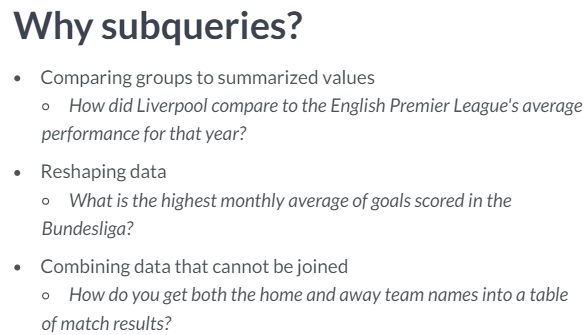 Why subqueries?
• Comparing groups to summarized values
◦ How did Liverpool compare to the English Premier League's average
performance for that year?
• Reshaping data
◦ What is the highest monthly average of goals scored in the
Bundesliga?
• Combining data that cannot be joined
◦ How do you get both the home and away team names into a table
of match results?